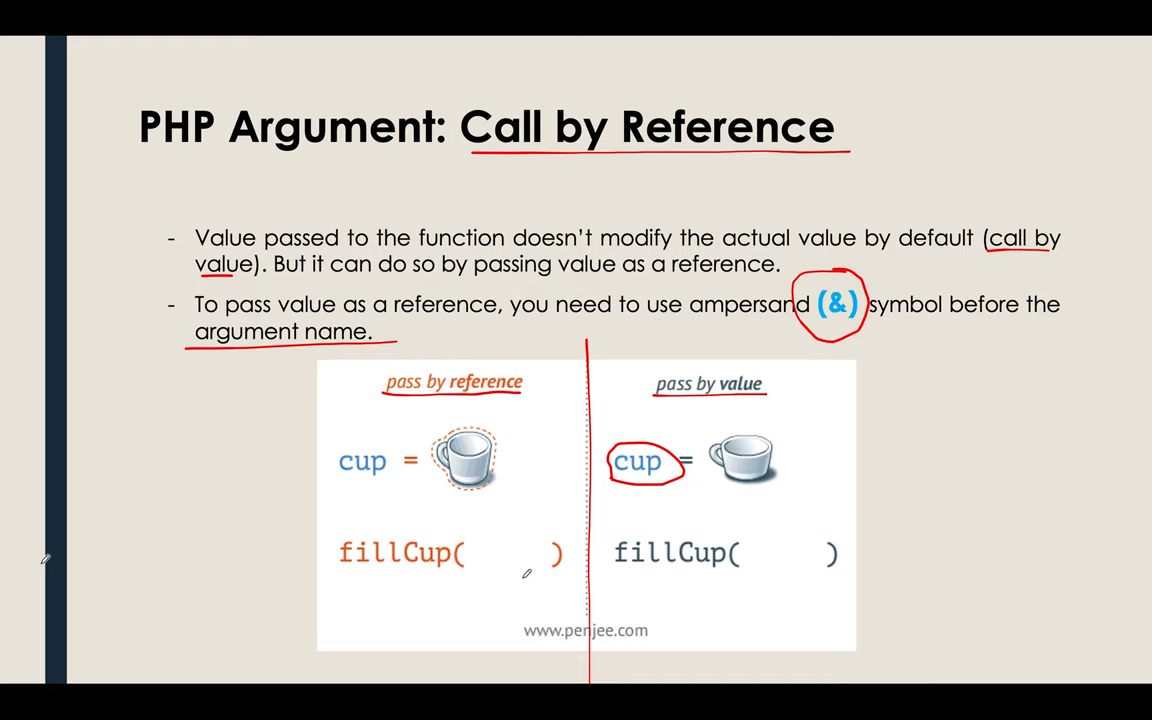 PHP Argument: Call by Reference
- Value passed to the function doesn't modify the actual value by default (call by
value). But it can do so by passing value as a reference.
- To pass value as a reference, you need to use ampersand (&) symbol before the
argument name.
pass by reference
cup =
fillCup( )
pass by value
cup =
fillCup( )
www.penjee.com